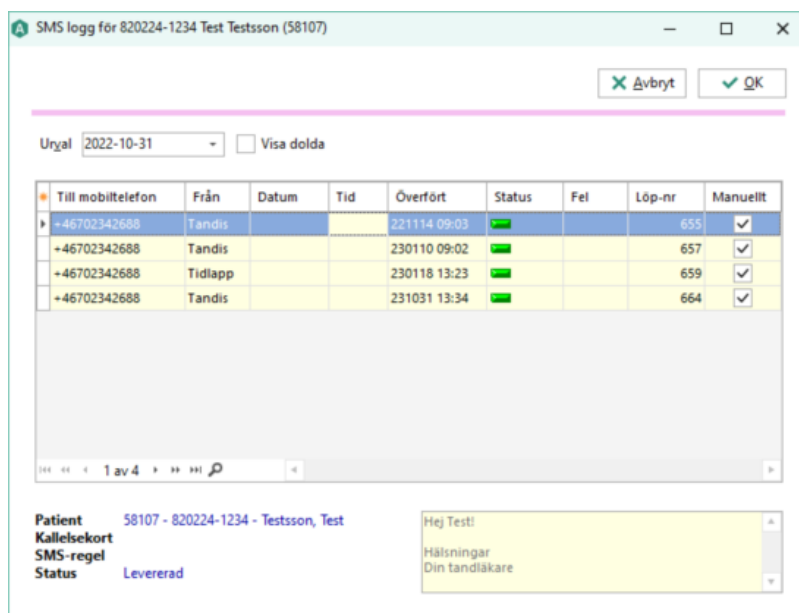 SMS logg för 820224-1234 Test Testsson (58107)
Avbryt OK
Urval 2022-10-31 Visa dolda
Till mobiltelefon Från Datum Tid Överfört Status Fel Löp-nr Manuellt
+46702342688 Tandis 221114 09:03 655
+46702342688 Tandis 230110 09:02 657
+46702342688 Tidlapp 230118 13:23 659
+46702342688 Tandis 231031 13:34 664
1 av 4
Patient 58107 - 820224-1234 - Testsson, Test
Kallelsekort
SMS-regel
Status Levererad
Hej Test!
Hälsningar
Din tandläkare